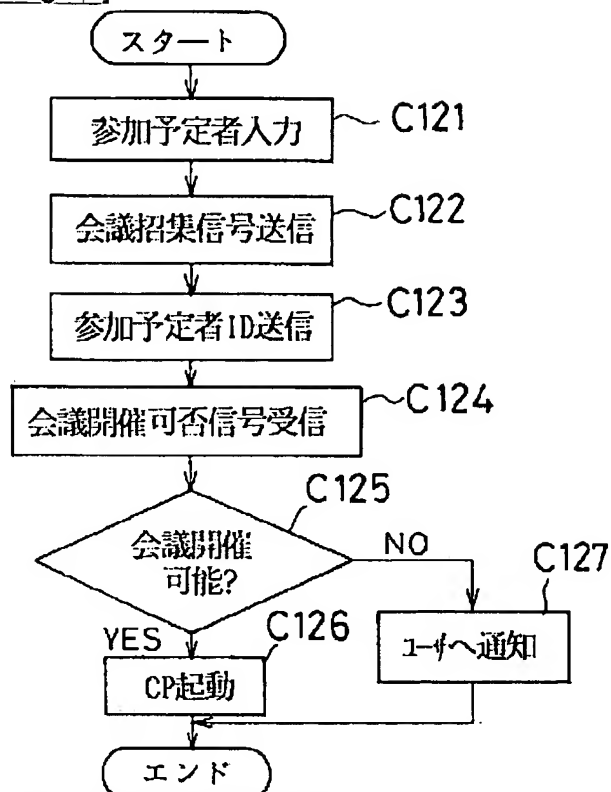 スタート
参加予定者入力
C121
会議招集信号送信
C122
参加予定者ID送信
C123
会議開催可否信号受信
C124
C125
会議開催
可能?
NO
C127
YES
C126
CP起動
ユーザへ通知
エンド